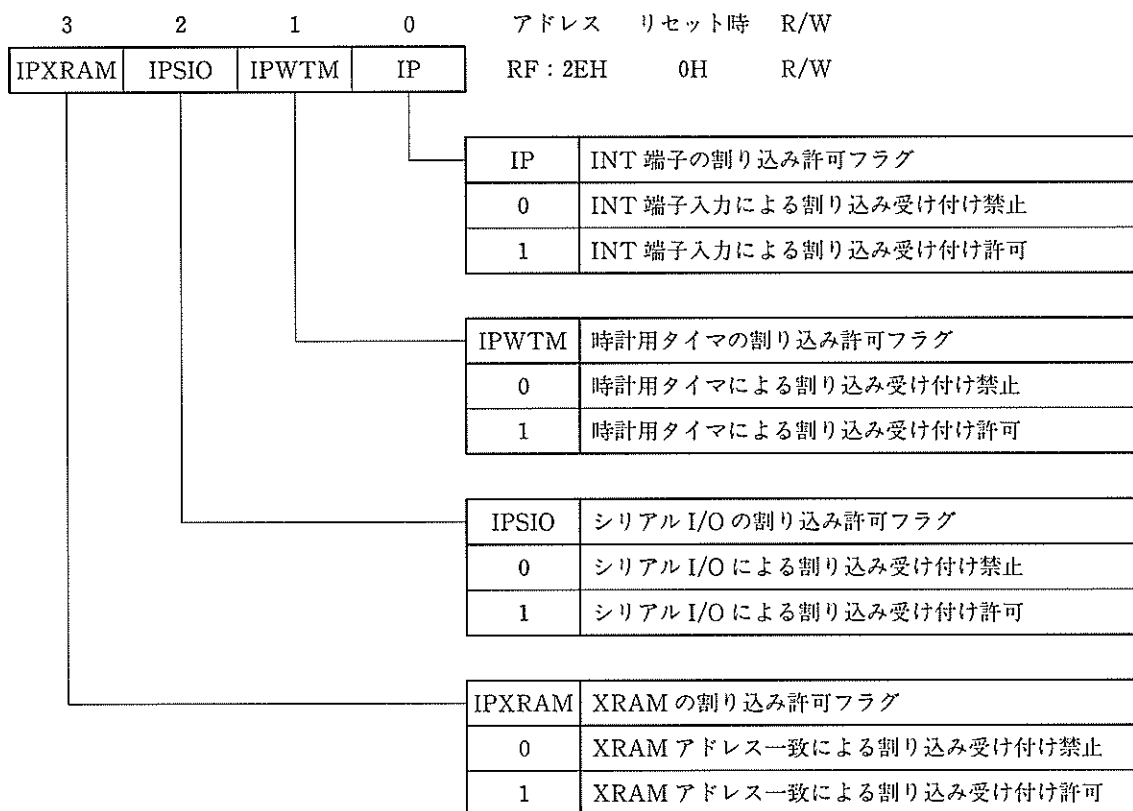 3 2 1 0 アドレス リセット時 R/W
IPXRAM IPSIO IPWTM IP RF : 2EH 0H R/W
IP INT 端子の割り込み許可フラグ
0 INT 端子入力による割り込み受け付け禁止
1 INT 端子入力による割り込み受け付け許可
IPWTM 時計用タイマの割り込み許可フラグ
0 時計用タイマによる割り込み受け付け禁止
1 時計用タイマによる割り込み受け付け許可
IPSIO シリアル I/O の割り込み許可フラグ
0 シリアル I/O による割り込み受け付け禁止
1 シリアル I/O による割り込み受け付け許可
IPXRAM XRAM の割り込み許可フラグ
0 XRAM アドレス一致による割り込み受け付け禁止
1 XRAM アドレス一致による割り込み受け付け許可